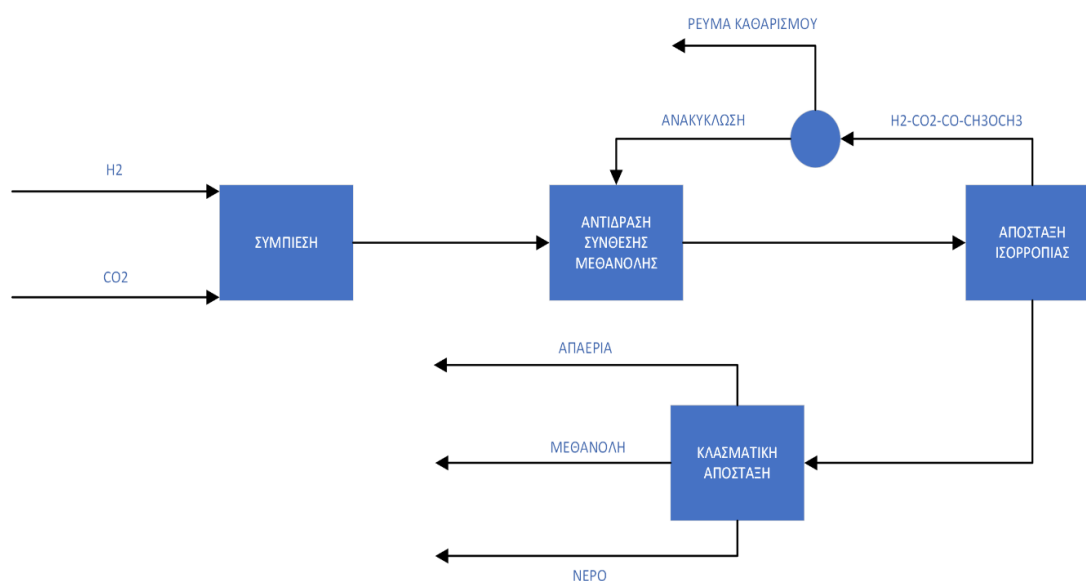 ΡΕΥΜΑ ΚΑΘΑΡΙΣΜΟΥ
ΑΝΑΚΥΚΛΩΣΗ
H2-CO2-CO-CH3OCH3
H2
ΣΥΜΠΙΕΣΗ
ΑΝΤΙΔΡΑΣΗ
ΣΥΝΘΕΣΗΣ
ΜΕΘΑΝΟΛΗΣ
ΑΠΟΣΤΑΞΗ
ΙΣΟΡΡΟΠΙΑΣ
CO2
ΑΠΑΕΡΙΑ
ΜΕΘΑΝΟΛΗ
ΚΛΑΣΜΑΤΙΚΗ
ΑΠΟΣΤΑΞΗ
ΝΕΡΟ